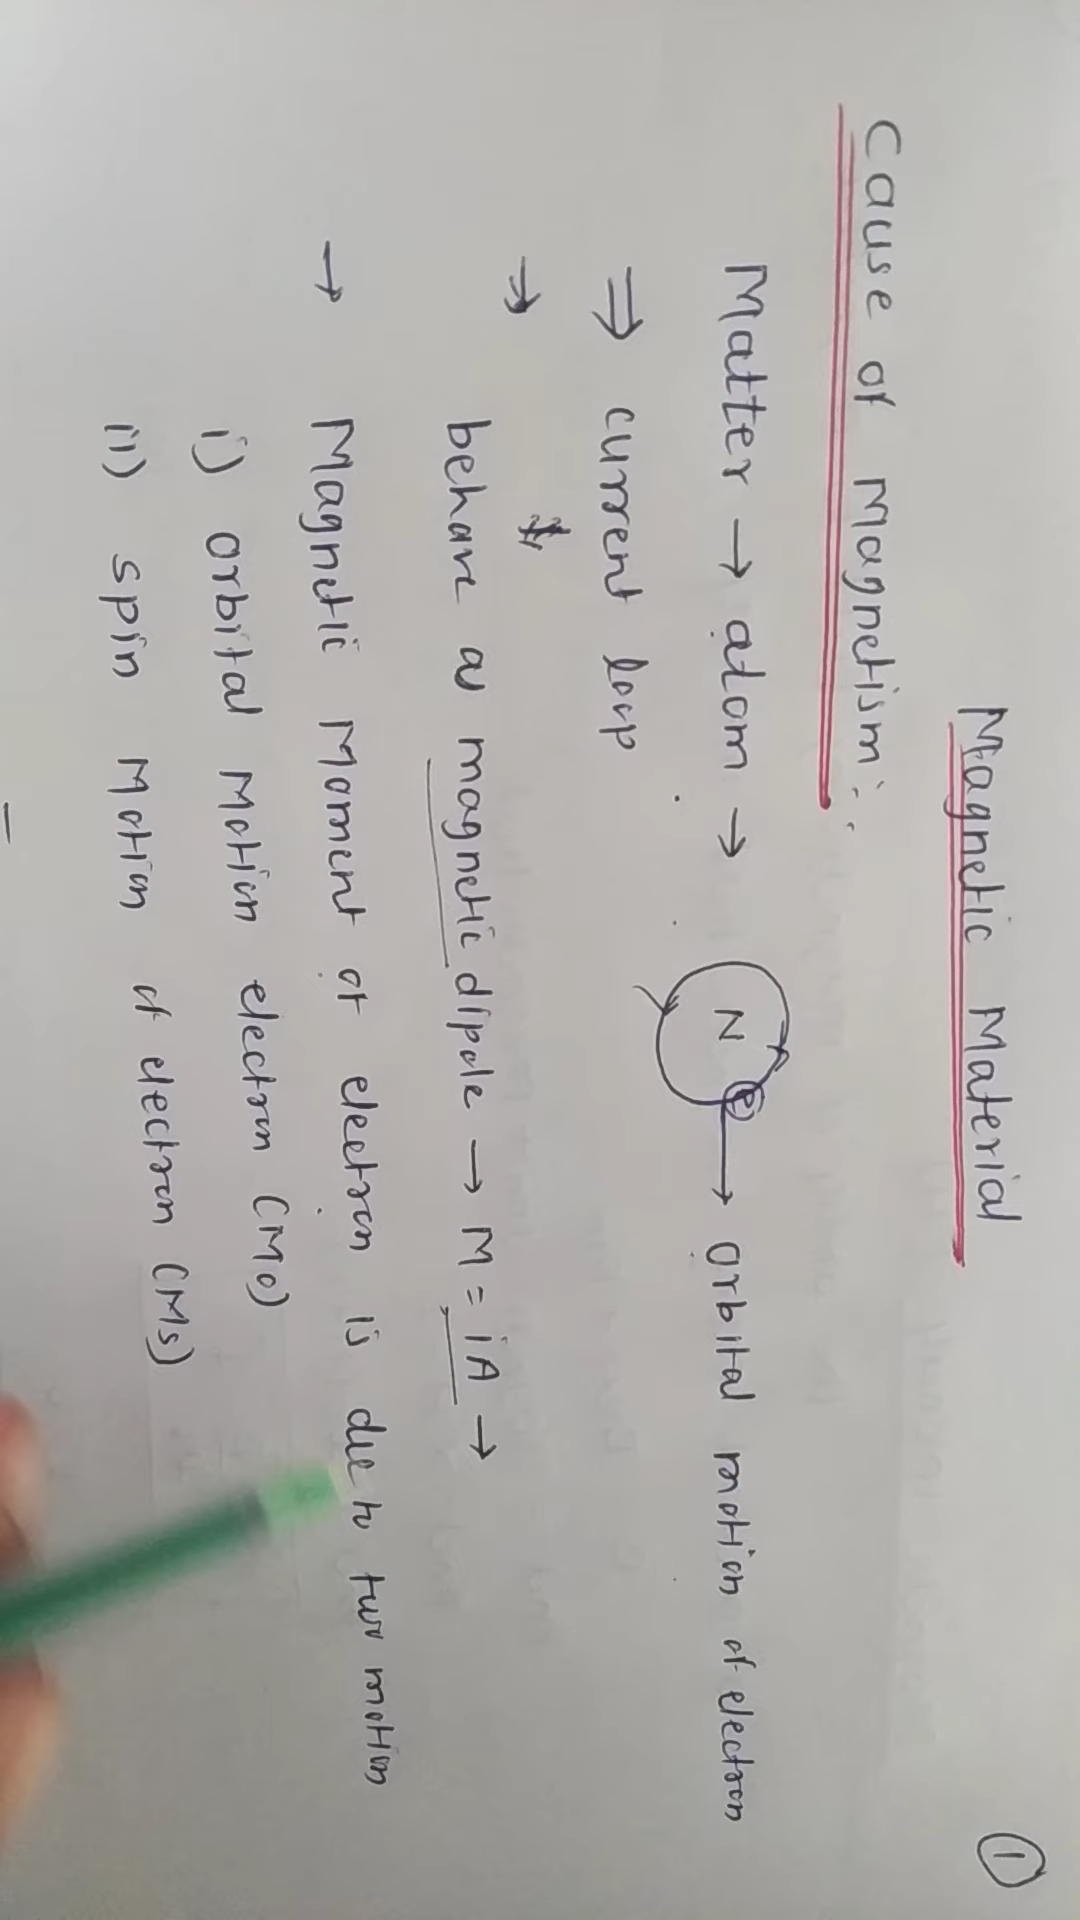 ①
Magnetic Material
Cause of Magnetism:
Matter → atom → N e → orbital motion of electron
⇒ current loop
→
behave as magnetic dipole → M = iA →
→ Magnetic Moment of electron is due to two motion
i) orbital Motion electron (Mo)
ii) spin Motion of electron (Ms)